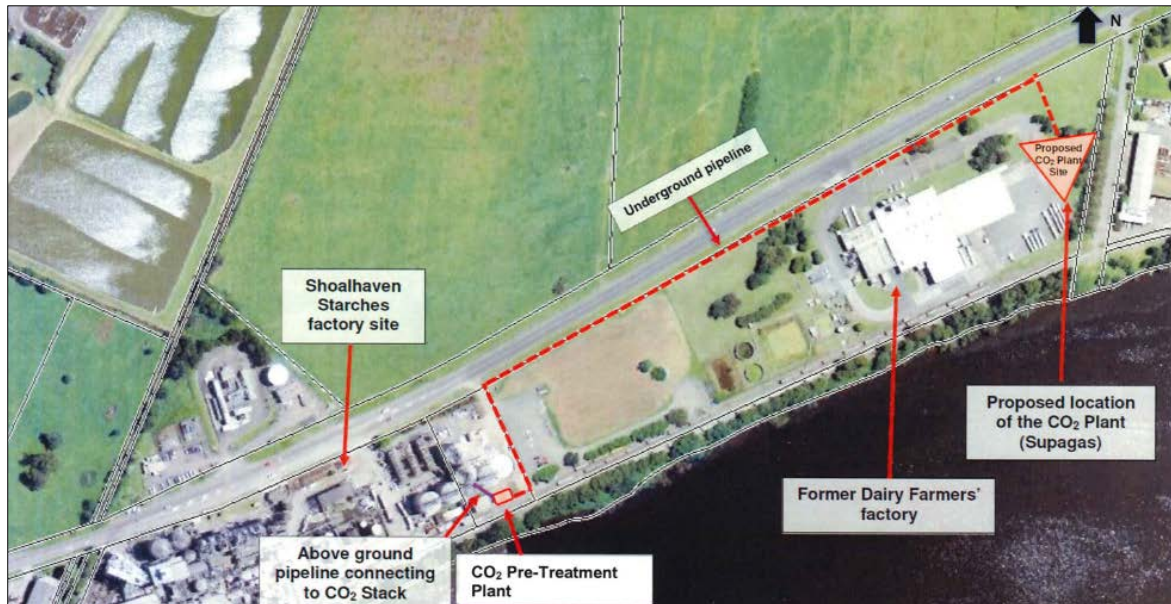 N
Proposed
CO₂ Plant
Site
Underground pipeline
Shoalhaven
Starches
factory site
Proposed location
of the CO₂ Plant
(Supagas)
Former Dairy Farmers'
factory
Above ground
pipeline connecting
to CO₂ Stack
CO₂ Pre-Treatment
Plant